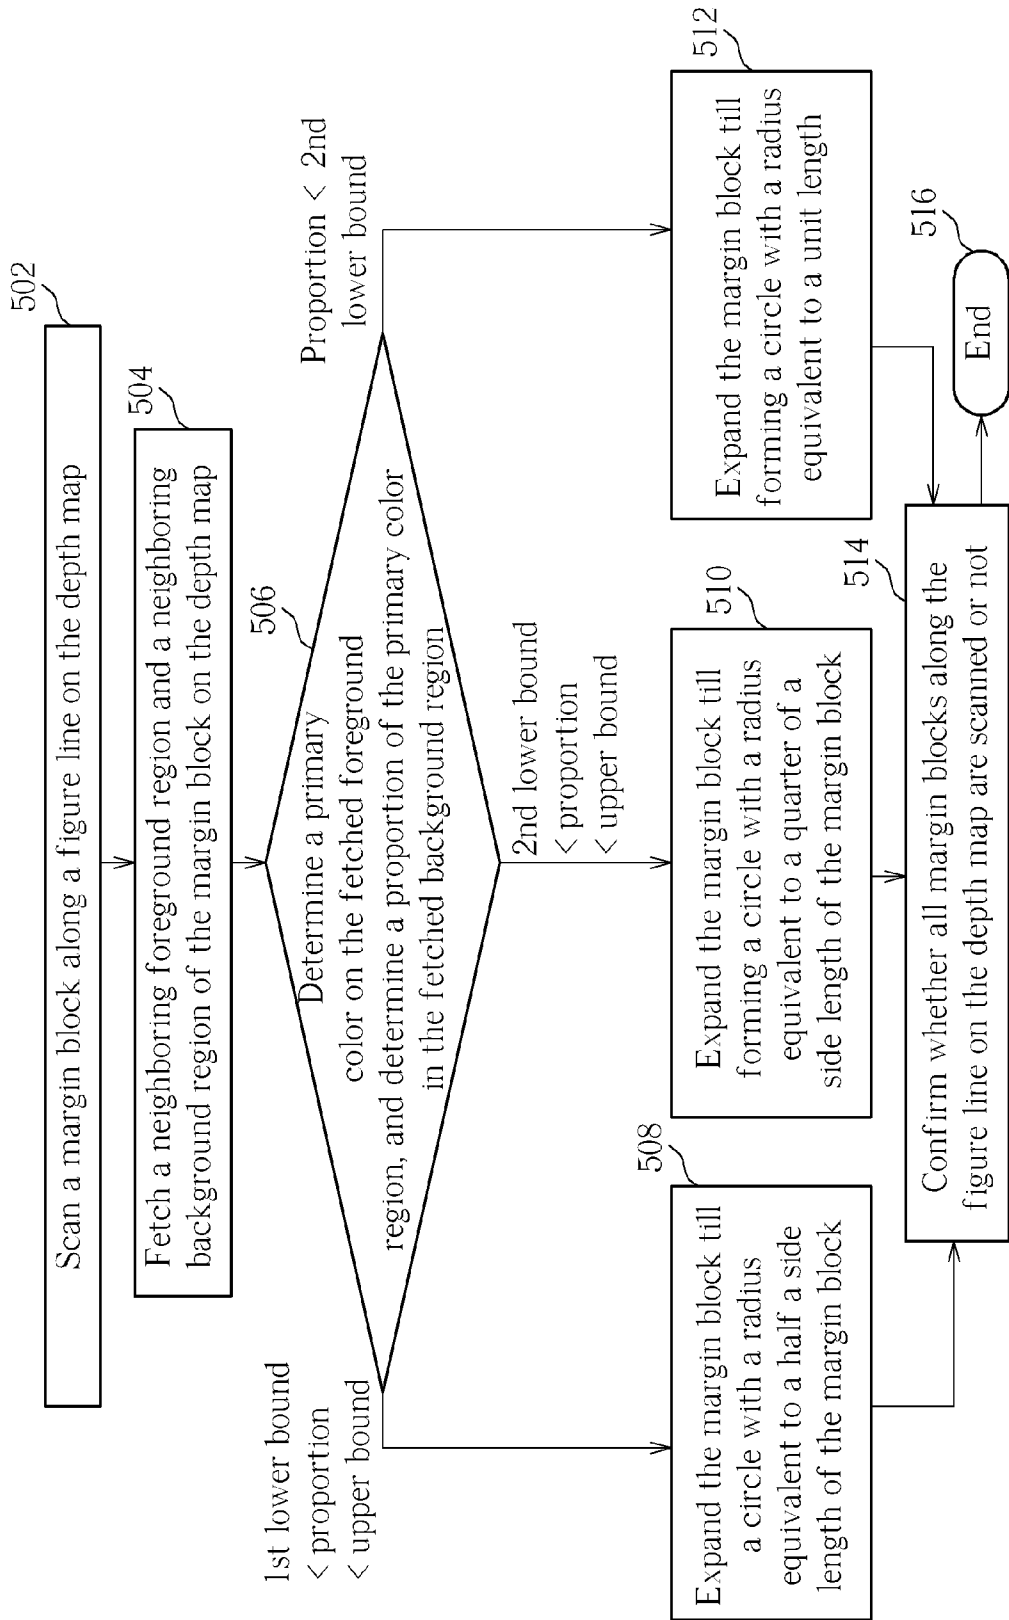 502
Scan a margin block along a figure line on the depth map
504
Fetch a neighboring foreground region and a neighboring
background region of the margin block on the depth map
506
Determine a primary
color on the fetched foreground
region, and determine a proportion of the primary color
in the fetched background region
1st lower bound
< proportion
< upper bound
2nd lower bound
< proportion
< upper bound
Proportion < 2nd
lower bound
508
Expand the margin block till
a circle with a radius
equivalent to a half a side
length of the margin block
510
Expand the margin block till
forming a circle with a radius
equivalent to a quarter of a
side length of the margin block
512
Expand the margin block till
forming a circle with a radius
equivalent to a unit length
514
Confirm whether all margin blocks along the
figure line on the depth map are scanned or not
516
End